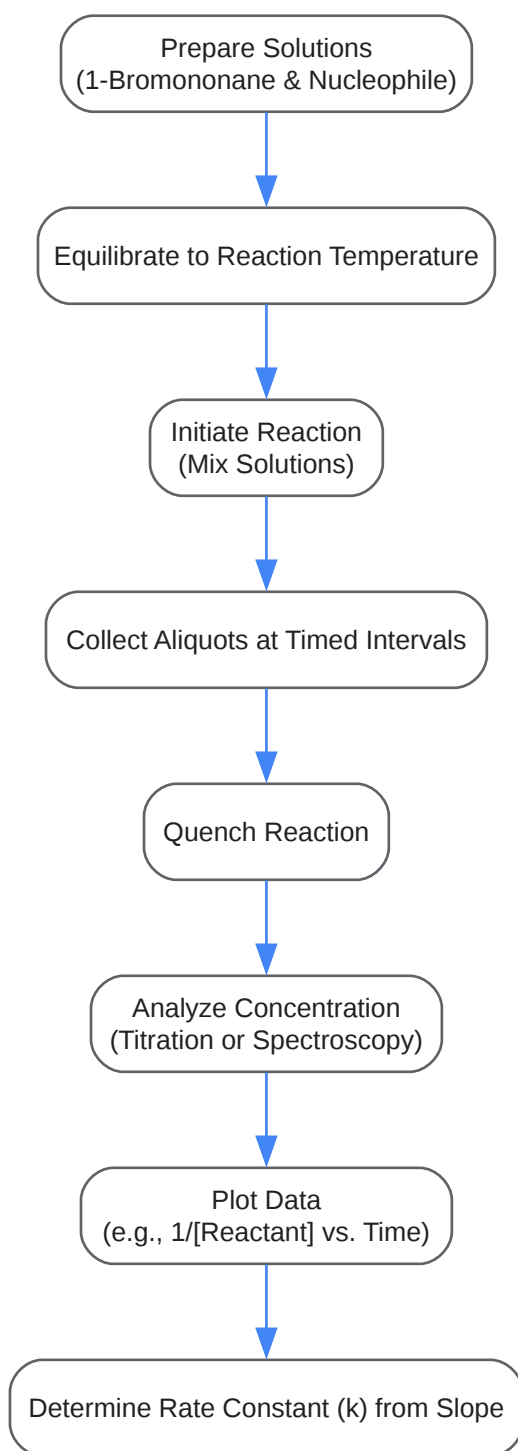 Prepare Solutions
(1-Bromononane & Nucleophile)
Equilibrate to Reaction Temperature
Initiate Reaction
(Mix Solutions)
Collect Aliquots at Timed Intervals
Quench Reaction
Analyze Concentration
(Titration or Spectroscopy)
Plot Data
(e.g., 1/[Reactant] vs. Time)
Determine Rate Constant (k) from Slope